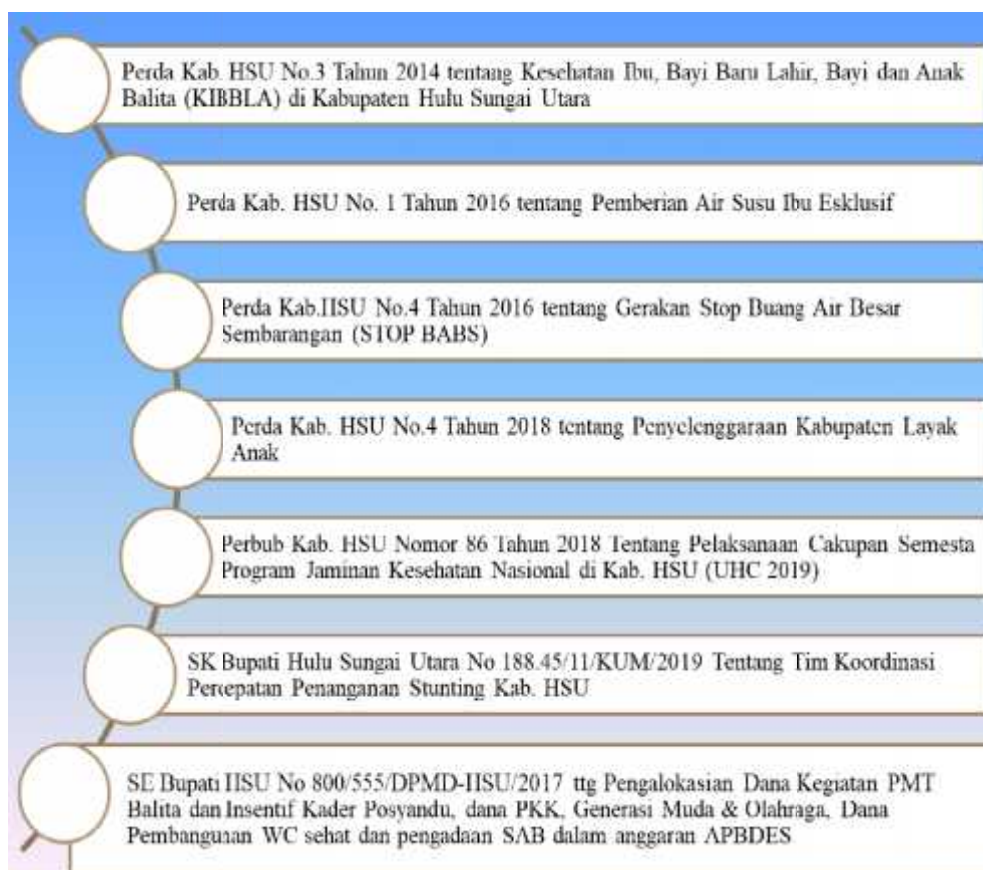 Perda Kab. HSU No.3 Tahun 2014 tentang Kesehatan Ibu, Bayi Baru Lahir, Bayi dan Anak
Balita (KIBBLA) di Kabupaten Hulu Sungai Utara
Perda Kab. HSU No. 1 Tahun 2016 tentang Pemberian Air Susu Ibu Esklusif
Perda Kab.HSU No.4 Tahun 2016 tentang Gerakan Stop Buang Air Besar
Sembarangan (STOP BABS)
Perda Kab. HSU No.4 Tahun 2018 tentang Penyelenggaraan Kabupaten Layak
Anak
Perbub Kab. HSU Nomor 86 Tahun 2018 Tentang Pelaksanaan Cakupan Semesta
Program Jaminan Kesehatan Nasional di Kab. HSU (UHC 2019)
SK Bupati Hulu Sungai Utara No 188.45/11/KUM/2019 Tentang Tim Koordinasi
Percepatan Penanganan Stunting Kab. HSU
SE Bupati HSU No 800/555/DPMD-HSU/2017 ttg Pengalokasian Dana Kegiatan PMT
Balita dan Insentif Kader Posyandu, dana PKK, Generasi Muda & Olahraga, Dana
Pembangunan WC sehat dan pengadaan SAB dalam anggaran APBDES